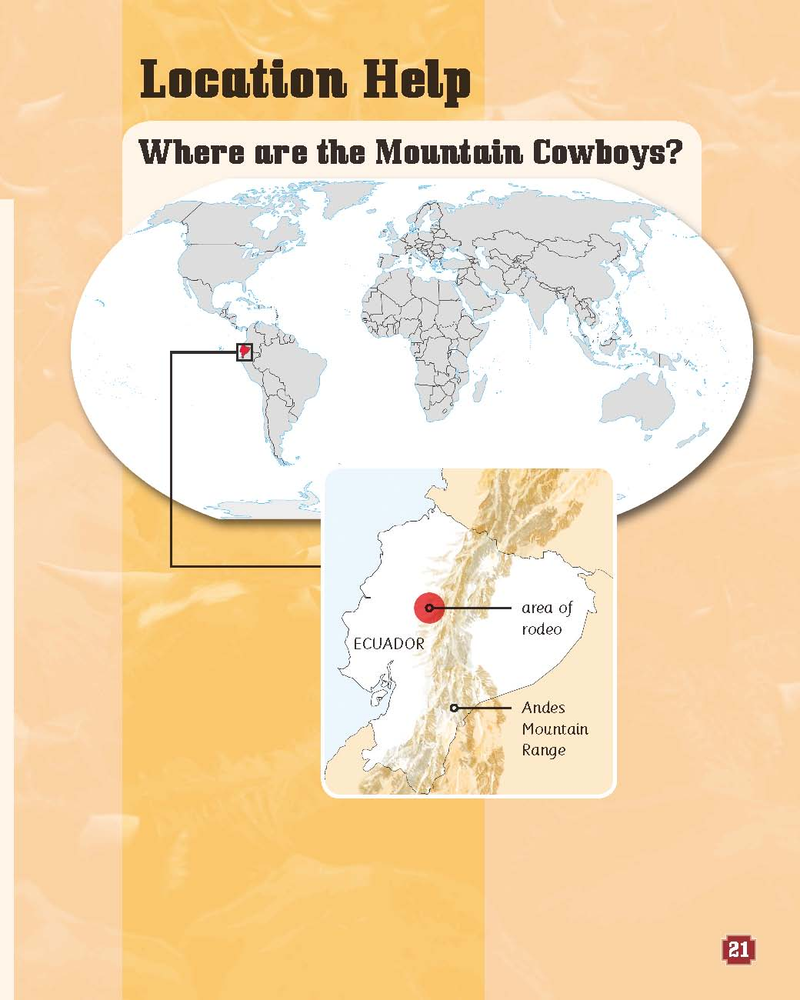 Location Help
Where are the Mountain Cowboys?
area of
rodeo
ECUADOR
Andes
Mountain
Range
21